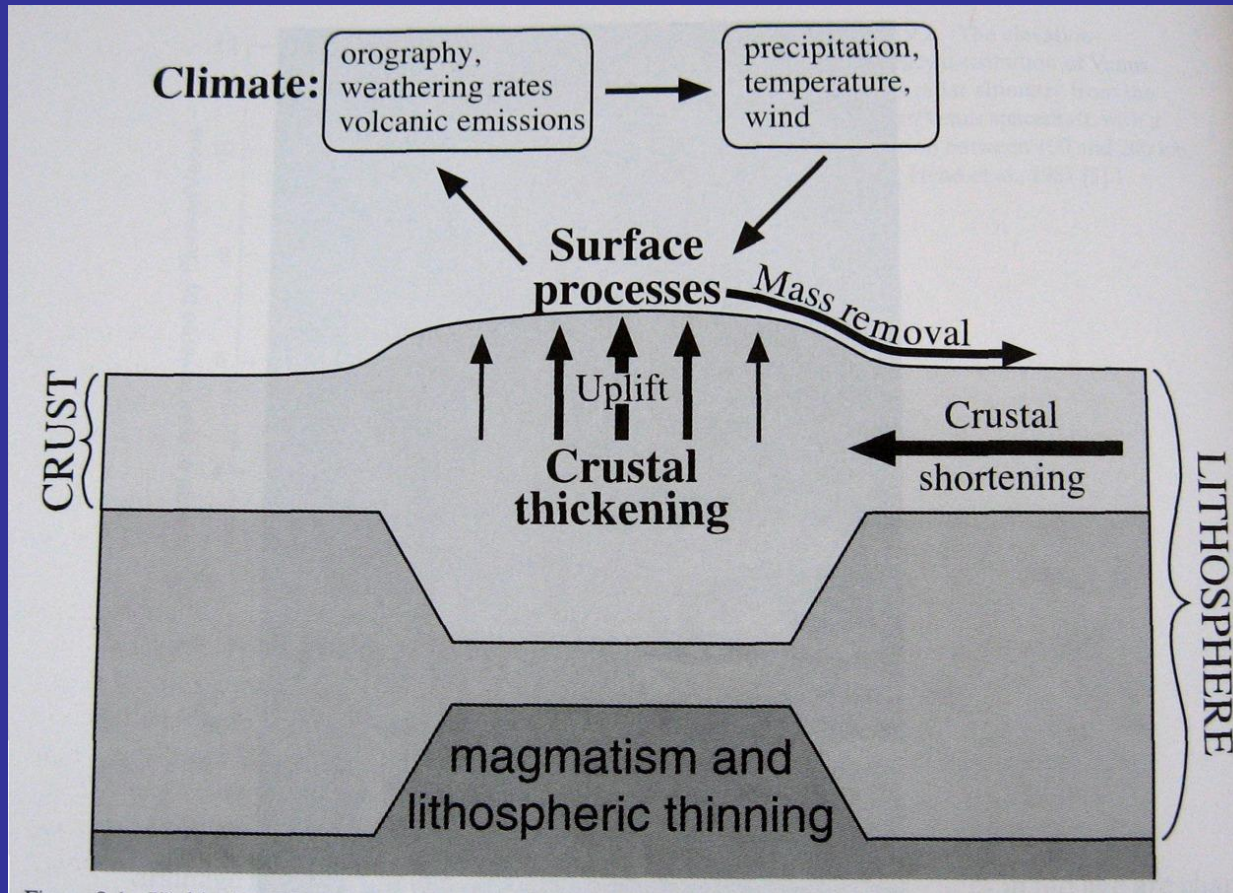 Climate:
orography,
weathering rates
volcanic emissions
precipitation,
temperature,
wind
Surface
processes
Mass removal
Uplift
Crustal
thickening
Crustal
shortening
CRUST
LITHOSPHERE
magmatism and
lithospheric thinning